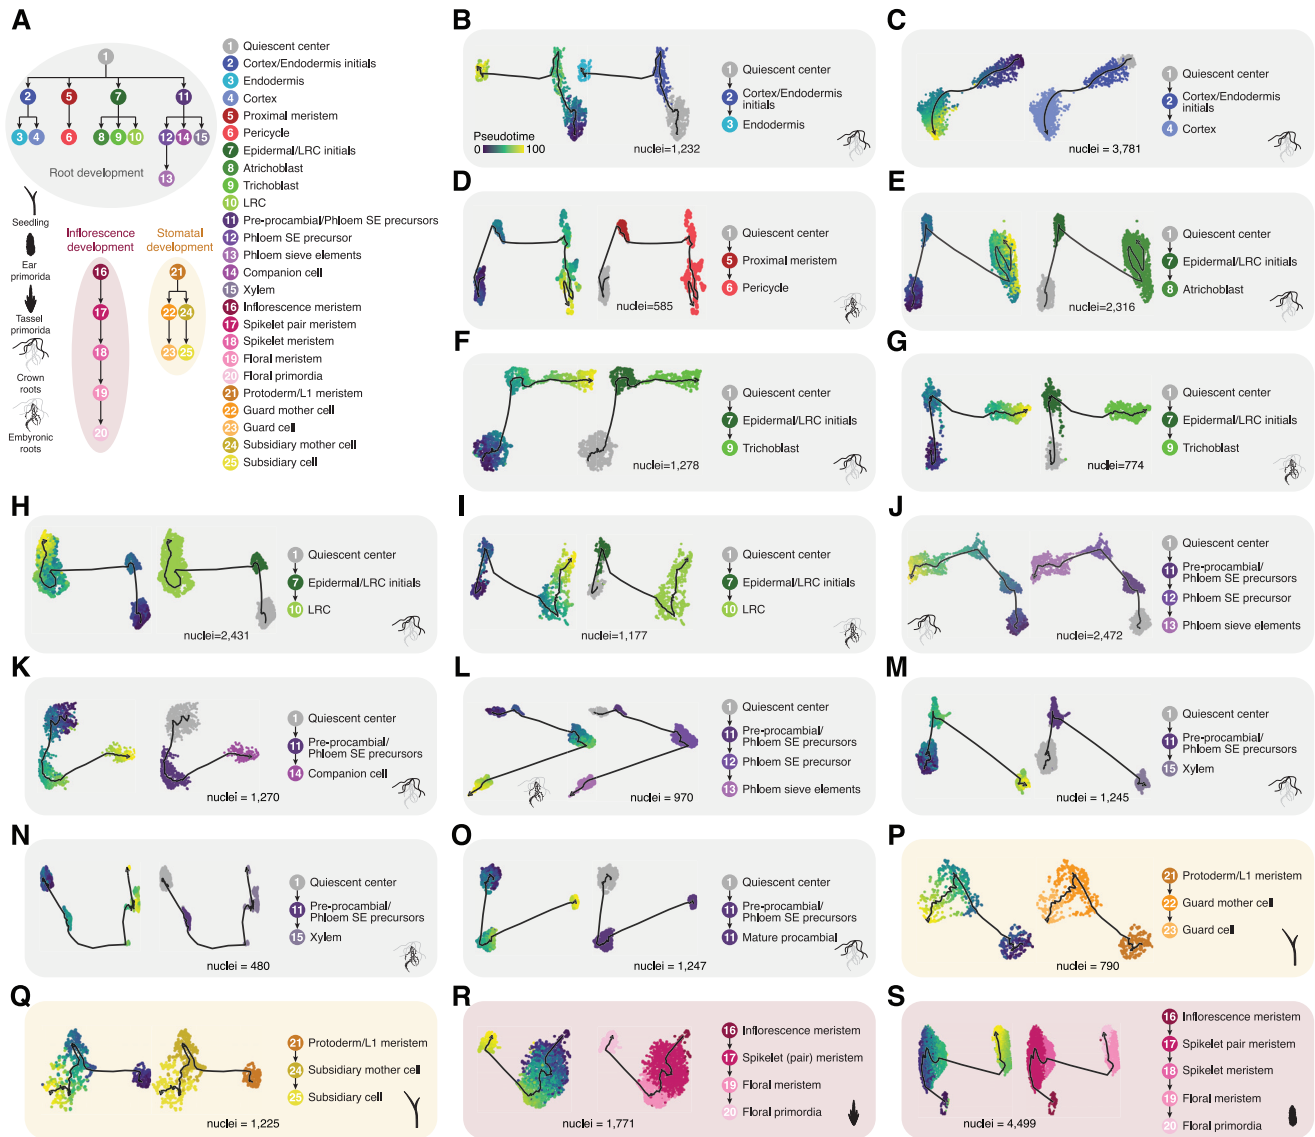 A
1
2
5
7
11
3
4
6
8
9
10
12
14
15
13
Root development
Seedling
Ear
primorida
Tassel
primorida
Crown
roots
Embyronic
roots
Inflorescence
development
16
17
18
19
20
Stomatal
development
21
22
24
23
25
1 Quiescent center
2 Cortex/Endodermis initials
3 Endodermis
4 Cortex
5 Proximal meristem
6 Pericycle
7 Epidermal/LRC initials
8 Atrichoblast
9 Trichoblast
10 LRC
11 Pre-procambial/Phloem SE precursors
12 Phloem SE precursor
13 Phloem sieve elements
14 Companion cell
15 Xylem
16 Inflorescence meristem
17 Spikelet pair meristem
18 Spikelet meristem
19 Floral meristem
20 Floral primordia
21 Protoderm/L1 meristem
22 Guard mother cell
23 Guard cell
24 Subsidiary mother cell
25 Subsidiary cell
B
Pseudotime
0 100
nuclei=1,232
1 Quiescent center
2 Cortex/Endodermis
initials
3 Endodermis
C
nuclei = 3,781
1 Quiescent center
2 Cortex/Endodermis
initials
4 Cortex
D
nuclei=585
1 Quiescent center
5 Proximal meristem
6 Pericycle
E
nuclei=2,316
1 Quiescent center
7 Epidermal/LRC initials
8 Atrichoblast
F
nuclei=1,278
1 Quiescent center
7 Epidermal/LRC initials
9 Trichoblast
G
nuclei=774
1 Quiescent center
7 Epidermal/LRC initials
9 Trichoblast
H
nuclei=2,431
1 Quiescent center
7 Epidermal/LRC initials
10 LRC
I
nuclei=1,177
1 Quiescent center
7 Epidermal/LRC initials
10 LRC
J
nuclei=2,472
1 Quiescent center
11 Pre-procambial/
Phloem SE precursors
12 Phloem SE precursor
13 Phloem sieve elements
K
nuclei = 1,270
1 Quiescent center
11 Pre-procambial/
Phloem SE precursors
14 Companion cell
L
nuclei = 970
1 Quiescent center
11 Pre-procambial/
Phloem SE precursors
12 Phloem SE precursor
13 Phloem sieve elements
M
nuclei = 1,245
1 Quiescent center
11 Pre-procambial/
Phloem SE precursors
15 Xylem
N
nuclei = 480
1 Quiescent center
11 Pre-procambial/
Phloem SE precursors
15 Xylem
O
nuclei = 1,247
1 Quiescent center
11 Pre-procambial/
Phloem SE precursors
11 Mature procambial
P
nuclei = 790
21 Protoderm/L1 meristem
22 Guard mother cell
23 Guard cell
Q
nuclei = 1,225
21 Protoderm/L1 meristem
24 Subsidiary mother cell
25 Subsidiary cell
R
nuclei = 1,771
16 Inflorescence meristem
17 Spikelet (pair) meristem
19 Floral meristem
20 Floral primordia
S
nuclei = 4,499
16 Inflorescence meristem
17 Spikelet pair meristem
18 Spikelet meristem
19 Floral meristem
20 Floral primordia